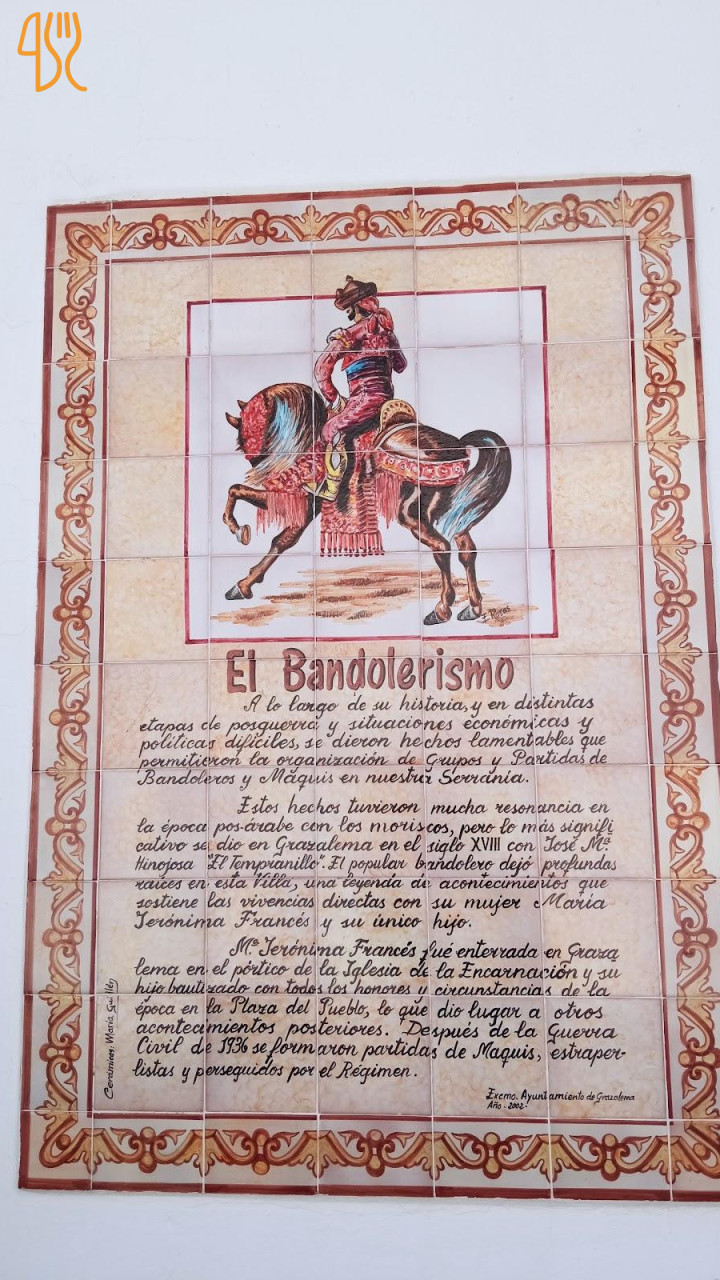 El Bandolerismo
A lo largo de su historia, y en distintas
etapas de posguerra y situaciones económicas y
políticas difíciles, se dieron hechos lamentables que
permitieron la organización de Grupos y Partidas de
Bandoleros y Maquis en nuestra Serranía.
Estos hechos tuvieron mucha resonancia en
la época pos-árabe con los moriscos, pero lo más signifi
cativo se dio en Grazalema en el siglo XVIII con José Mª
Hinojosa "El Tempranillo". El popular bandolero dejó profundas
raíces en esta Villa, una leyenda de acontecimientos que
sostiene las vivencias directas con su mujer María
Jerónima Francés y su único hijo.
Mª Jerónima Francés fué enterrada en Graza
lema en el pórtico de la Iglesia de la Encarnación y su
hijo bautizado con todos los honores y circunstancias de la
época en la Plaza del Pueblo, lo que dio lugar a otros
acontecimientos posteriores. Después de la Guerra
Civil de 1936 se formaron partidas de Maquis, estraper-
listas y perseguidos por el Régimen.
Excmo. Ayuntamiento de Grazalema
Año - 2002-